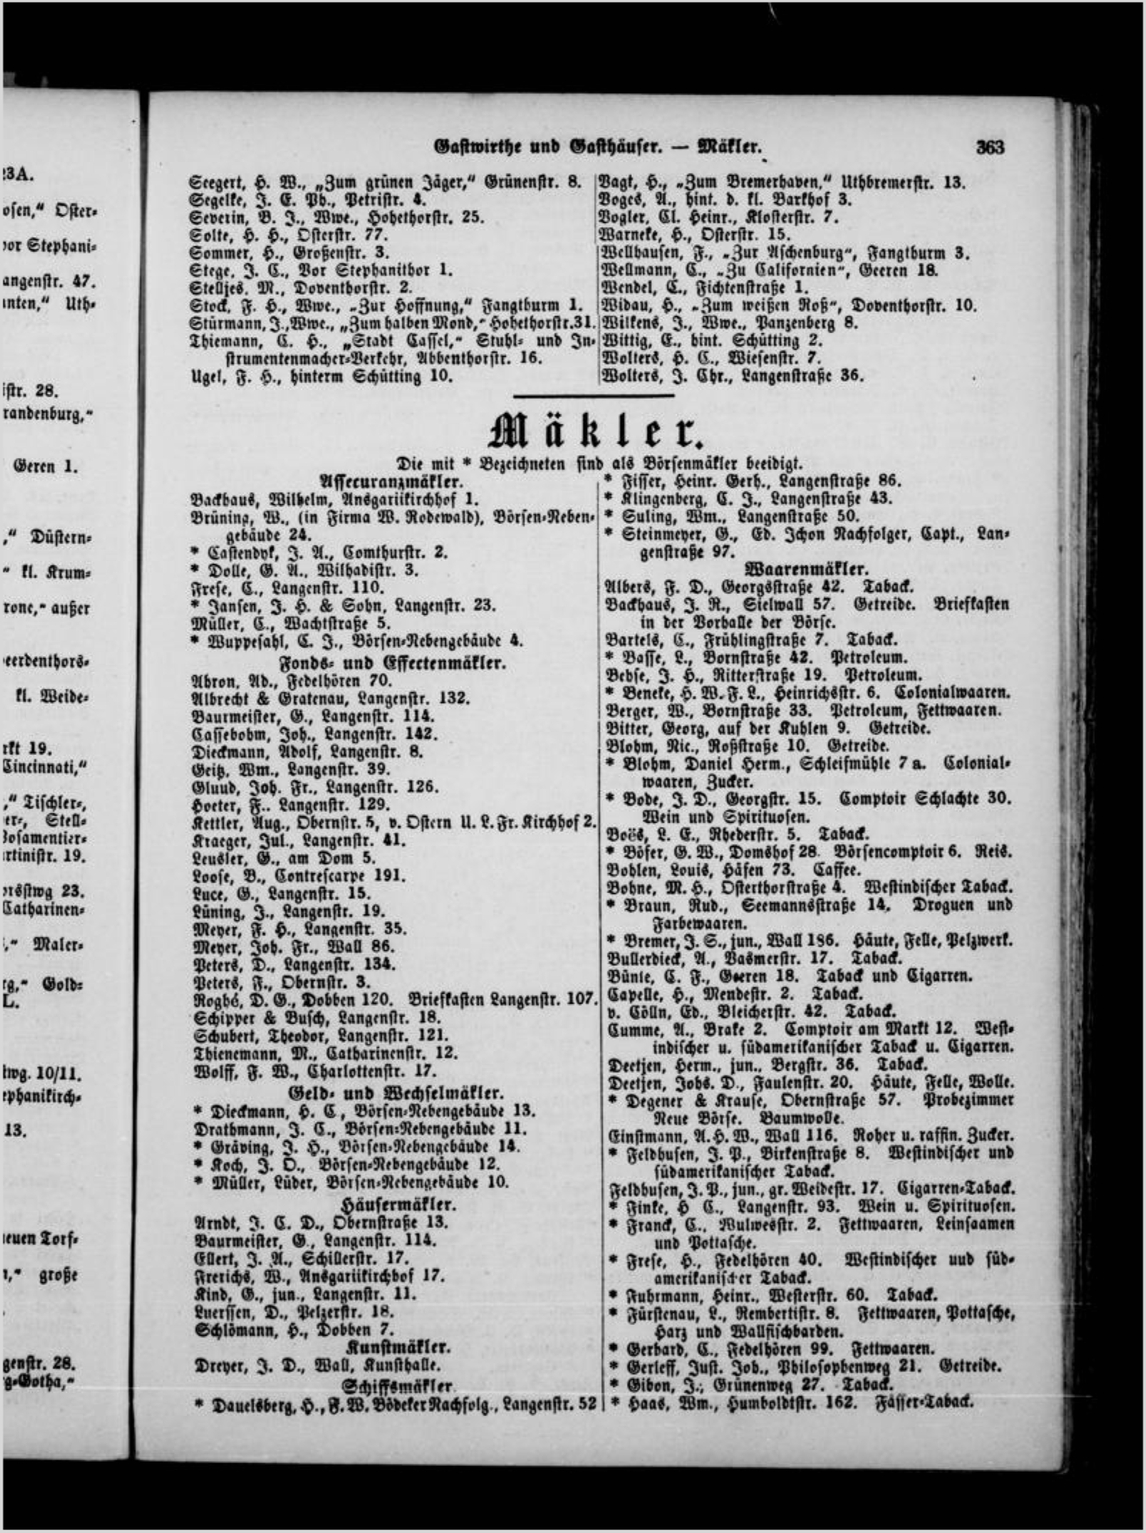 Gastwirthe und Gasthäuser. — Mäkler. 363
Seegert, H. W., „Zum grünen Jäger,“ Grünenstr. 8.
Segelke, J. E. Ph., Petristr. 4.
Severin, B. J., Wwe., Hohethorstr. 25.
Solte, H. H., Osterstr. 77.
Sommer, H., Großenstr. 3.
Stege, J. C., Vor Stephanithor 1.
Stelljes, M., Doventhorstr. 2.
Stock, F. H., Wwe., „Zur Hoffnung,“ Fangthurm 1.
Stürmann, J., Wwe., „Zum halben Mond,“ Hohethorstr. 31.
Thiemann, C. H., „Stadt Cassel,“ Stuhl- und In-
strumentenmacher-Verkehr, Abbenthorstr. 16.
Ugel, F. H., hinterm Schütting 10.
Vagt, H., „Zum Bremerhaven,“ Uthbremerstr. 13.
Voges, A., hint. d. kl. Barkhof 3.
Vogler, Cl. Heinr., Klosterstr. 7.
Warneke, H., Osterstr. 15.
Wellhausen, F., „Zur Aschenburg“, Fangthurm 3.
Wellmann, C., „Zu Californien“, Geeren 18.
Wendel, C., Fichtenstraße 1.
Widau, H., „Zum weißen Roß“, Doventhorstr. 10.
Wilkens, J., Wwe., Panzenberg 8.
Wittig, E., hint. Schütting 2.
Wolters, H. C., Wiesenstr. 7.
Wolters, J. Chr., Langenstraße 36.
Mäkler.
Die mit * Bezeichneten sind als Börsenmäkler beeidigt.
Assecuranzmäkler.
Backhaus, Wilhelm, Ansgariikirchhof 1.
Brüning, W., (in Firma W. Rodewald), Börsen-Neben-
gebäude 24.
* Castendyk, J. A., Comthurstr. 2.
* Dolle, G. A., Wilhadistr. 3.
Frese, C., Langenstr. 110.
* Jansen, J. H. & Sohn, Langenstr. 23.
Müller, C., Wachtstraße 5.
* Wuppesahl, C. J., Börsen-Nebengebäude 4.
Fonds- und Effectenmäkler.
Ahron, Ad., Fedelhören 70.
Albrecht & Gratenau, Langenstr. 132.
Baurmeister, G., Langenstr. 114.
Cassebohm, Joh., Langenstr. 142.
Dieckmann, Adolf, Langenstr. 8.
Geitz, Wm., Langenstr. 39.
Gluud, Joh. Fr., Langenstr. 126.
Hoeter, F.. Langenstr. 129.
Kettler, Aug., Obernstr. 5, v. Ostern U. L. Fr. Kirchhof 2.
Kraeger, Jul., Langenstr. 41.
Leusler, G., am Dom 5.
Loose, B., Contrescarpe 191.
Luce, G., Langenstr. 15.
Lüning, J., Langenstr. 19.
Meyer, F. H., Langenstr. 35.
Meyer, Joh. Fr., Wall 86.
Peters, D., Langenstr. 134.
Peters, F., Obernstr. 3.
Rogbé, D. G., Dobben 120. Briefkasten Langenstr. 107.
Schipper & Busch, Langenstr. 18.
Schubert, Theodor, Langenstr. 121.
Thienemann, M., Catharinenstr. 12.
Wolff, F. W., Charlottenstr. 17.
Geld- und Wechselmäkler.
* Dieckmann, H. C, Börsen-Nebengebäude 13.
Drathmann, J. C., Börsen-Nebengebäude 11.
* Gräving, J. H., Börsen-Nebengebäude 14.
* Koch, J. O., Börsen-Nebengebäude 12.
* Müller, Lüder, Börsen-Nebengebäude 10.
Häusermäkler.
Arndt, J. C. D., Obernstraße 13.
Baurmeister, G., Langenstr. 114.
Ellert, J. A., Schillerstr. 17.
Frerichs, W., Ansgariikirchhof 17.
Kind, G., jun., Langenstr. 11.
Luerssen, D., Pelzerstr. 18.
Schlömann, H., Dobben 7.
Kunstmäkler.
Dreyer, J. D., Wall, Kunsthalle.
Schiffsmäkler
* Dauelsberg, H., F. W. Bödeker Nachfolg., Langenstr. 52
* Fisser, Heinr. Gerh., Langenstraße 86.
* Klingenberg, C. J., Langenstraße 43.
* Suling, Wm., Langenstraße 50.
* Steinmeyer, G., Ed. Ichon Nachfolger, Capt., Lan-
genstraße 97.
Waarenmäkler.
Albers, F. D., Georgsstraße 42. Taback.
Backhaus, J. R., Sielwall 57. Getreide. Briefkasten
in der Vorhalle der Börse.
Bartels, C., Frühlingstraße 7. Taback.
* Basse, L., Bornstraße 42. Petroleum.
Behse, J. H., Ritterstraße 19. Petroleum.
* Beneke, H. W. F. L., Heinrichsstr. 6. Colonialwaaren.
Berger, W., Bornstraße 33. Petroleum, Fettwaaren.
Bitter, Georg, auf der Kuhlen 9. Getreide.
Blohm, Nic., Roßstraße 10. Getreide.
* Blohm, Daniel Herm., Schleifmühle 7a. Colonial-
waaren, Zucker.
* Bode, J. D., Georgstr. 15. Comptoir Schlachte 30.
Wein und Spirituosen.
Boës, L. E., Rhederstr. 5. Taback.
* Böser, G. W., Domshof 28. Börsencomptoir 6. Reis.
Bohlen, Louis, Häfen 73. Caffee.
Bohne, M. H., Osterthorstraße 4. Westindischer Taback.
* Braun, Rud., Seemannsstraße 14. Droguen und
Farbewaaren.
* Bremer, J. S., jun., Wall 186. Häute, Felle, Pelzwerk.
Bullerdieck, A., Vasmerstr. 17. Taback.
Bünle, C. F., Geeren 18. Taback und Cigarren.
Capelle, H., Mendestr. 2. Taback.
v. Cölln, Ed., Bleicherstr. 42. Taback.
Cumme, A., Brake 2. Comptoir am Markt 12. West-
indischer u. südamerikanischer Taback u. Cigarren.
Deetjen, Herm., jun., Bergstr. 36. Taback.
Deetjen, Johs. D., Faulenstr. 20. Häute, Felle, Wolle.
* Degener & Krause, Obernstraße 57. Probezimmer
Neue Börse. Baumwolle.
Einstmann, A. H. W., Wall 116. Roher u. raffin. Zucker.
* Feldhusen, J. P., Birkenstraße 8. Westindischer und
südamerikanischer Taback.
Feldhusen, J. P., jun., gr. Weidestr. 17. Cigarren-Taback.
* Finke, H C., Langenstr. 93. Wein u. Spirituosen.
* Franck, C., Wulwesstr. 2. Fettwaaren, Leinsaamen
und Pottasche.
* Frese, H., Fedelhören 40. Westindischer uud süd-
amerikanischer Taback.
* Fuhrmann, Heinr., Westerstr. 60. Taback.
* Fürstenau, L., Rembertistr. 8. Fettwaaren, Pottasche,
Harz und Wallfischbarden.
* Gerhard, C., Fedelhören 99. Fettwaaren.
* Gerleff, Just. Joh., Philosophenweg 21. Getreide.
* Gibon, J., Grünenweg 27. Taback.
* Haas, Wm., Humboldtstr. 162. Fässer-Taback.